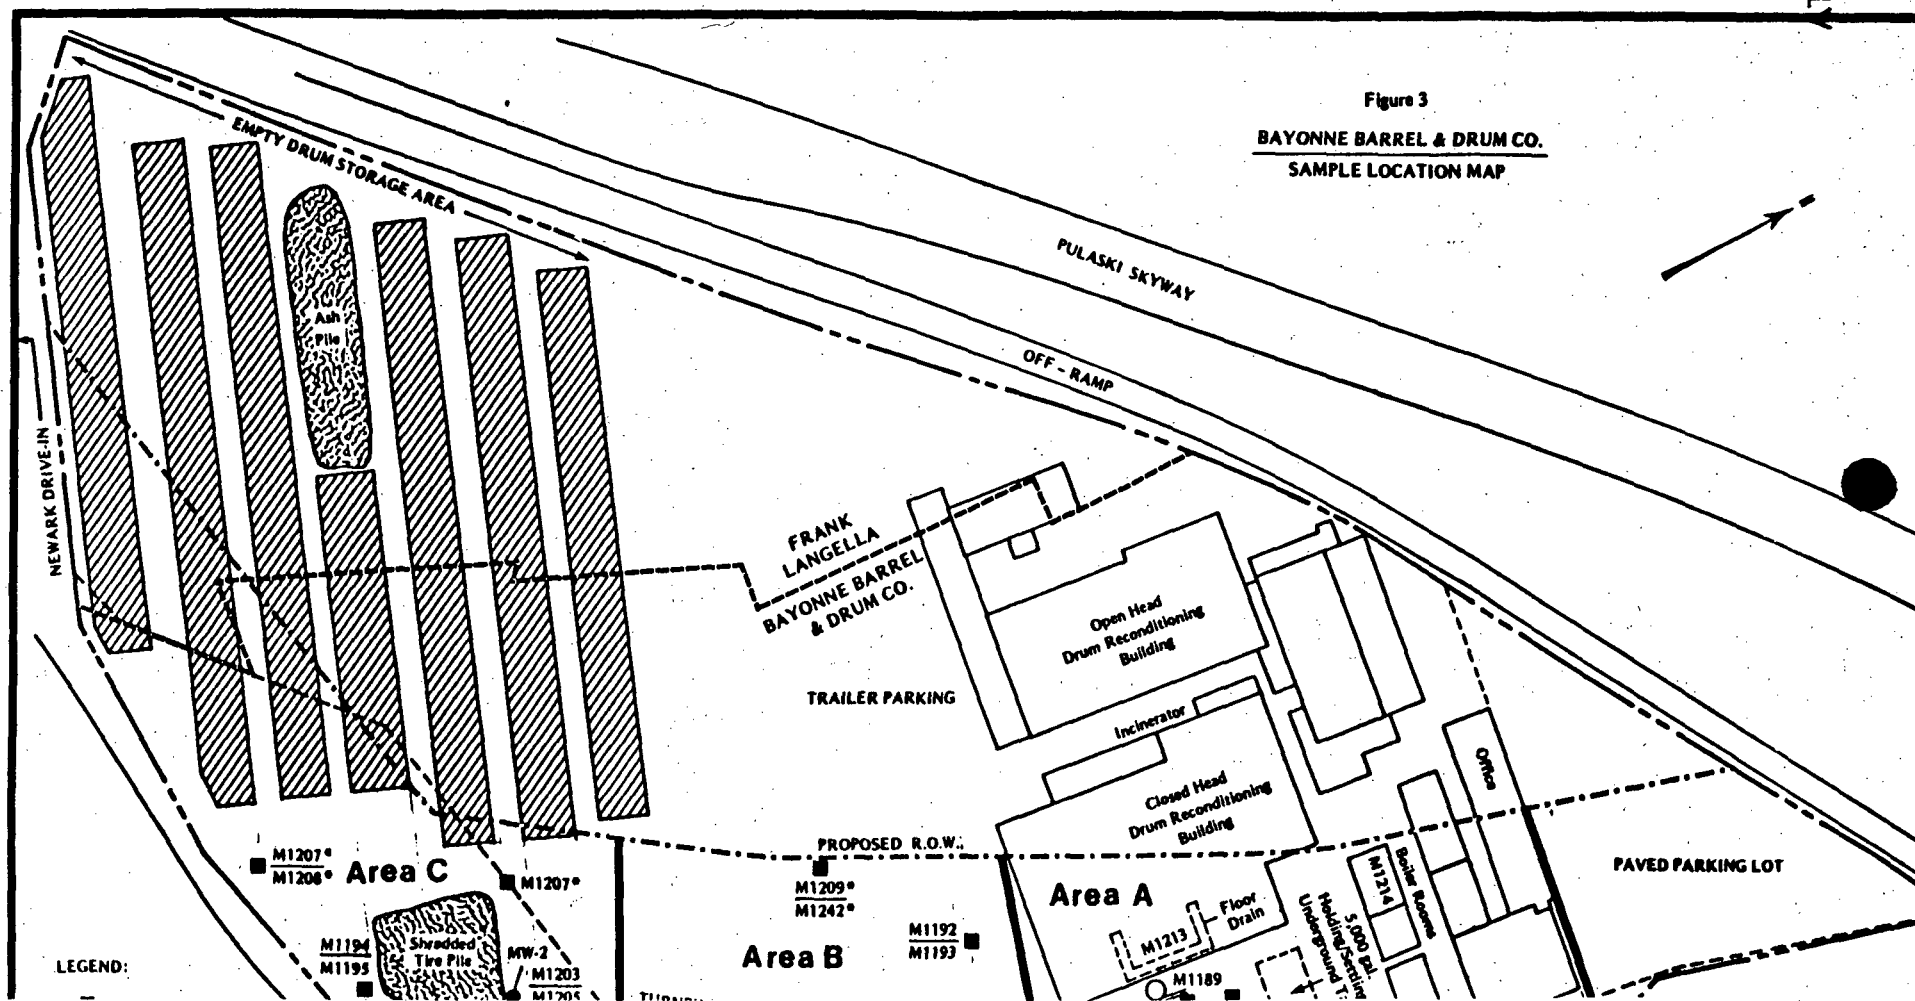 Figure 3
BAYONNE BARREL & DRUM CO.
SAMPLE LOCATION MAP
EMPTY DRUM STORAGE AREA
PULASKI SKYWAY
Ash
Pile
OFF - RAMP
NEWARK DRIVE-IN
FRANK
LANGELLA
BAYONNE BARREL
& DRUM CO.
Open Head
Drum Reconditioning
Building
TRAILER PARKING
Incinerator
Office
Closed Head
Drum Reconditioning
Building
PROPOSED R.O.W.
M1207*
M1208*
Area C
M1207*
M1209*
M1242*
Area A
M1214
Boiler Rooms
PAVED PARKING LOT
Floor
Drain
M1213
5,000 gal.
Holding/Settling
Underground
M1192
M1193
Area B
Shredded
Tire Pile
M1194
M1195
MW-2
M1203
M1205
M1189
LEGEND: